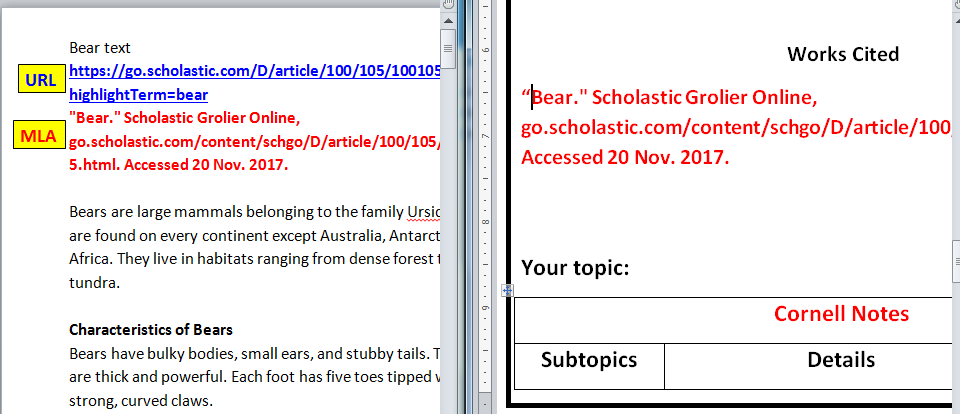 Bear text
URL
https://go.scholastic.com/D/article/100/105/100105
highlightTerm=bear
MLA
"Bear." Scholastic Grolier Online,
go.scholastic.com/content/schgo/D/article/100/105/
5.html. Accessed 20 Nov. 2017.
Bears are large mammals belonging to the family
are found on every continent except Australia,
Africa. They live in habitats ranging from dense forest
tundra.
Characteristics of Bears
Bears have bulky bodies, small ears, and stubby tails.
are thick and powerful. Each foot has five toes tipped
strong, curved claws.
Works Cited
“Bear." Scholastic Grolier Online,
go.scholastic.com/content/schgo/D/article/100
Accessed 20 Nov. 2017.
Your topic:
Cornell Notes
Subtopics Details
6
7
8
9